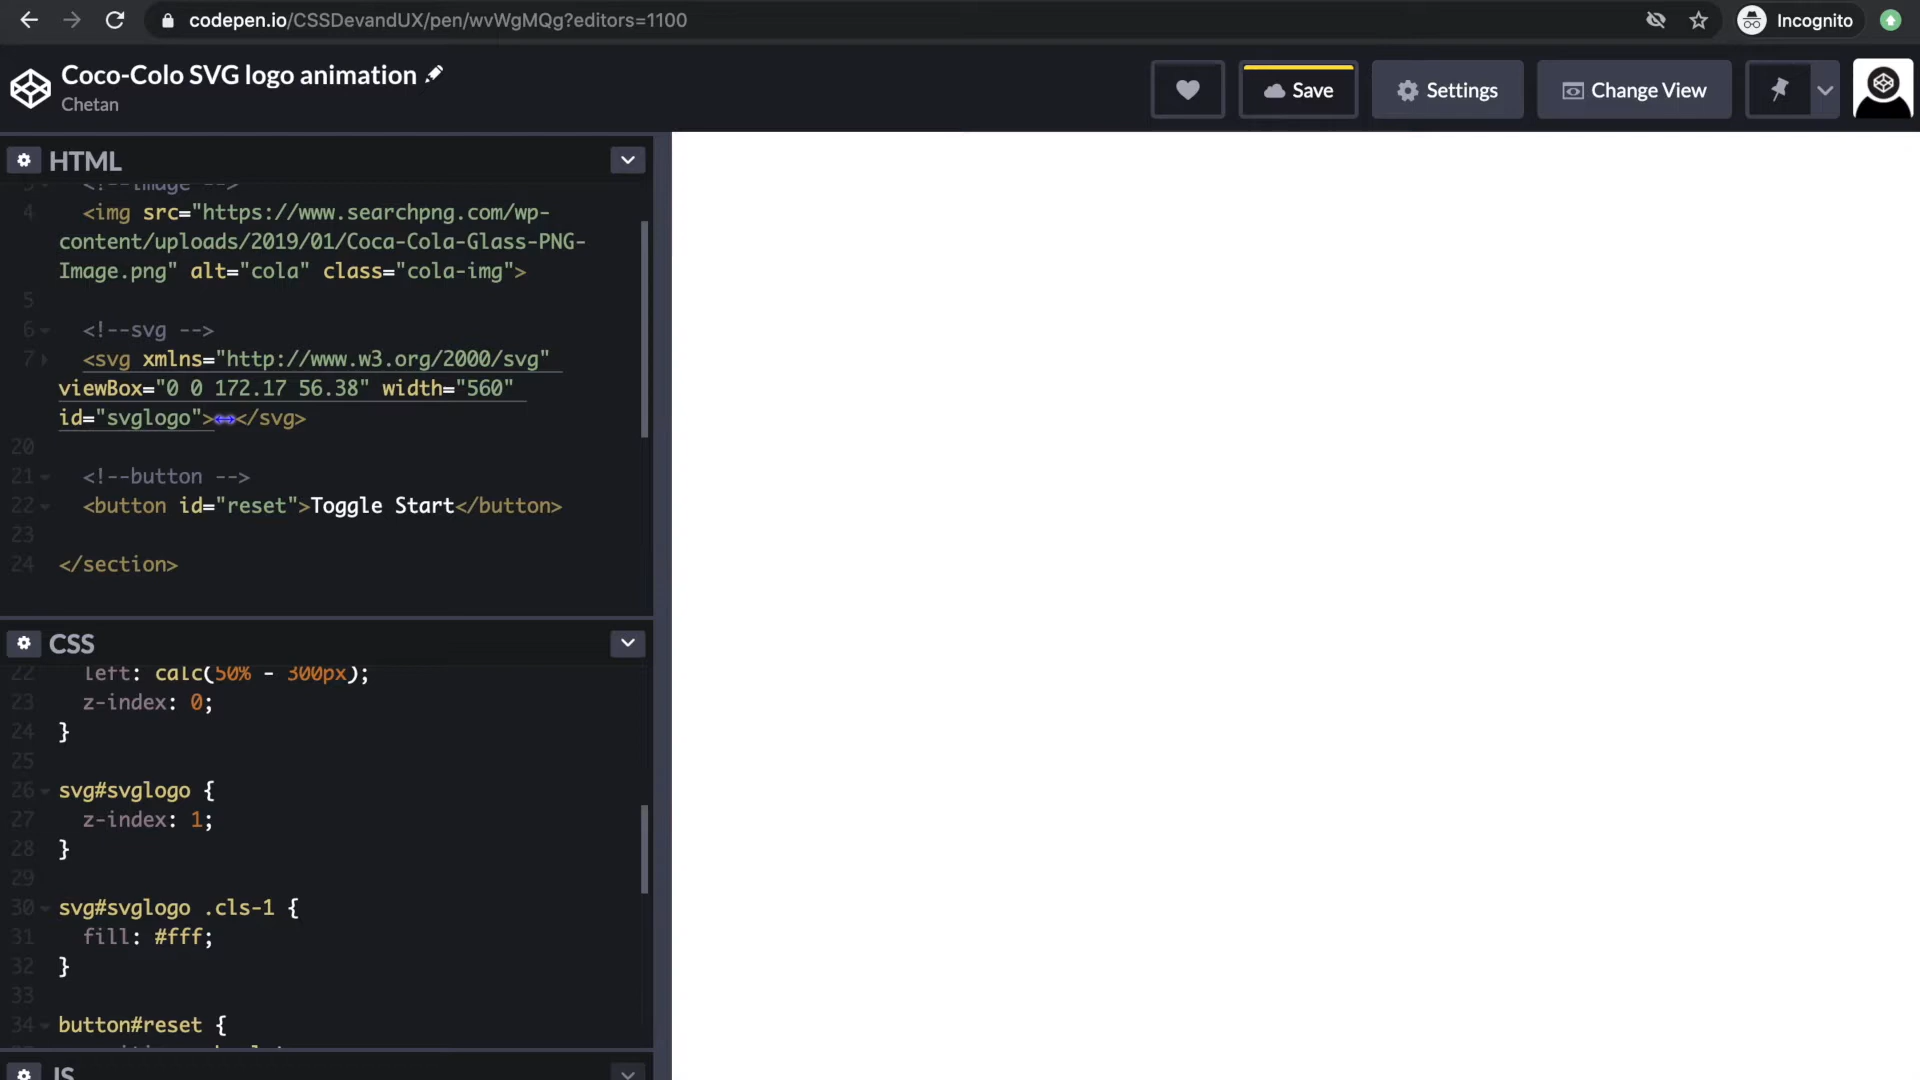 codepen.io/CSSDevandUX/pen/wvWgMQg?editors=1100
Incognito
Coco-Colo SVG logo animation
Chetan
Save
Settings
Change View
HTML
3 <!--image -->
4 <img src="https://www.searchpng.com/wp-
content/uploads/2019/01/Coca-Cola-Glass-PNG-
Image.png" alt="cola" class="cola-img">
5
6 <!--svg -->
7 <svg xmlns="http://www.w3.org/2000/svg"
viewBox="0 0 172.17 56.38" width="560"
id="svglogo">↔</svg>
20
21 <!--button -->
22 <button id="reset">Toggle Start</button>
23
24 </section>
CSS
22 left: calc(50% - 300px);
23 z-index: 0;
24 }
25
26 svg#svglogo {
27 z-index: 1;
28 }
29
30 svg#svglogo .cls-1 {
31 fill: #fff;
32 }
33
34 button#reset {
JS